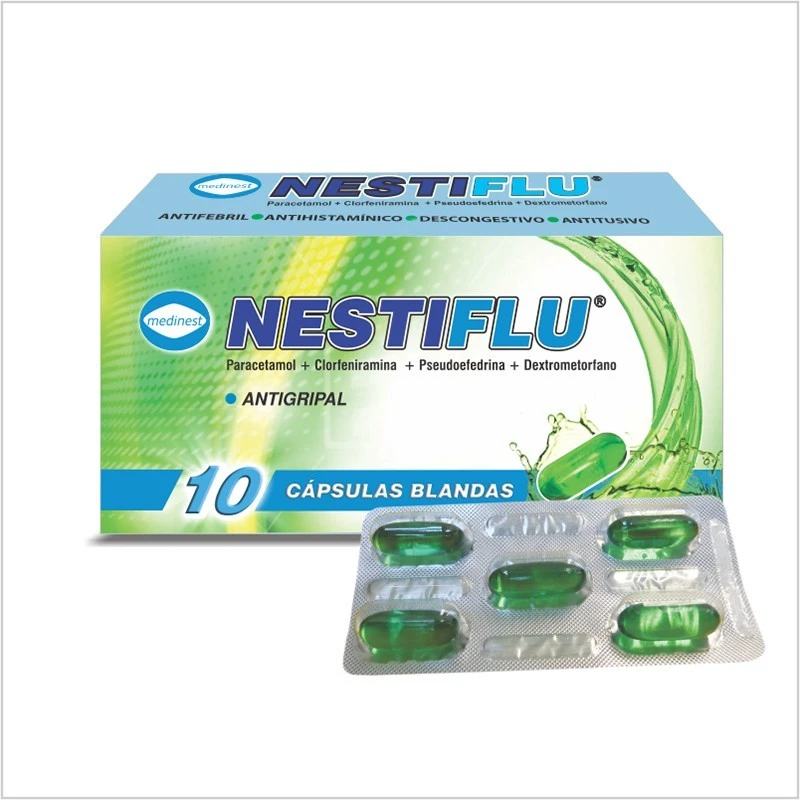 medinest NESTIFLU®
Paracetamol + Clorfeniramina + Pseudoefedrina + Dextrometorfano
ANTIFEBRIL ● ANTIHISTAMÍNICO ● DESCONGESTIVO ● ANTITUSIVO
medinest NESTIFLU®
Paracetamol + Clorfeniramina + Pseudoefedrina + Dextrometorfano
● ANTIGRIPAL
10 CÁPSULAS BLANDAS